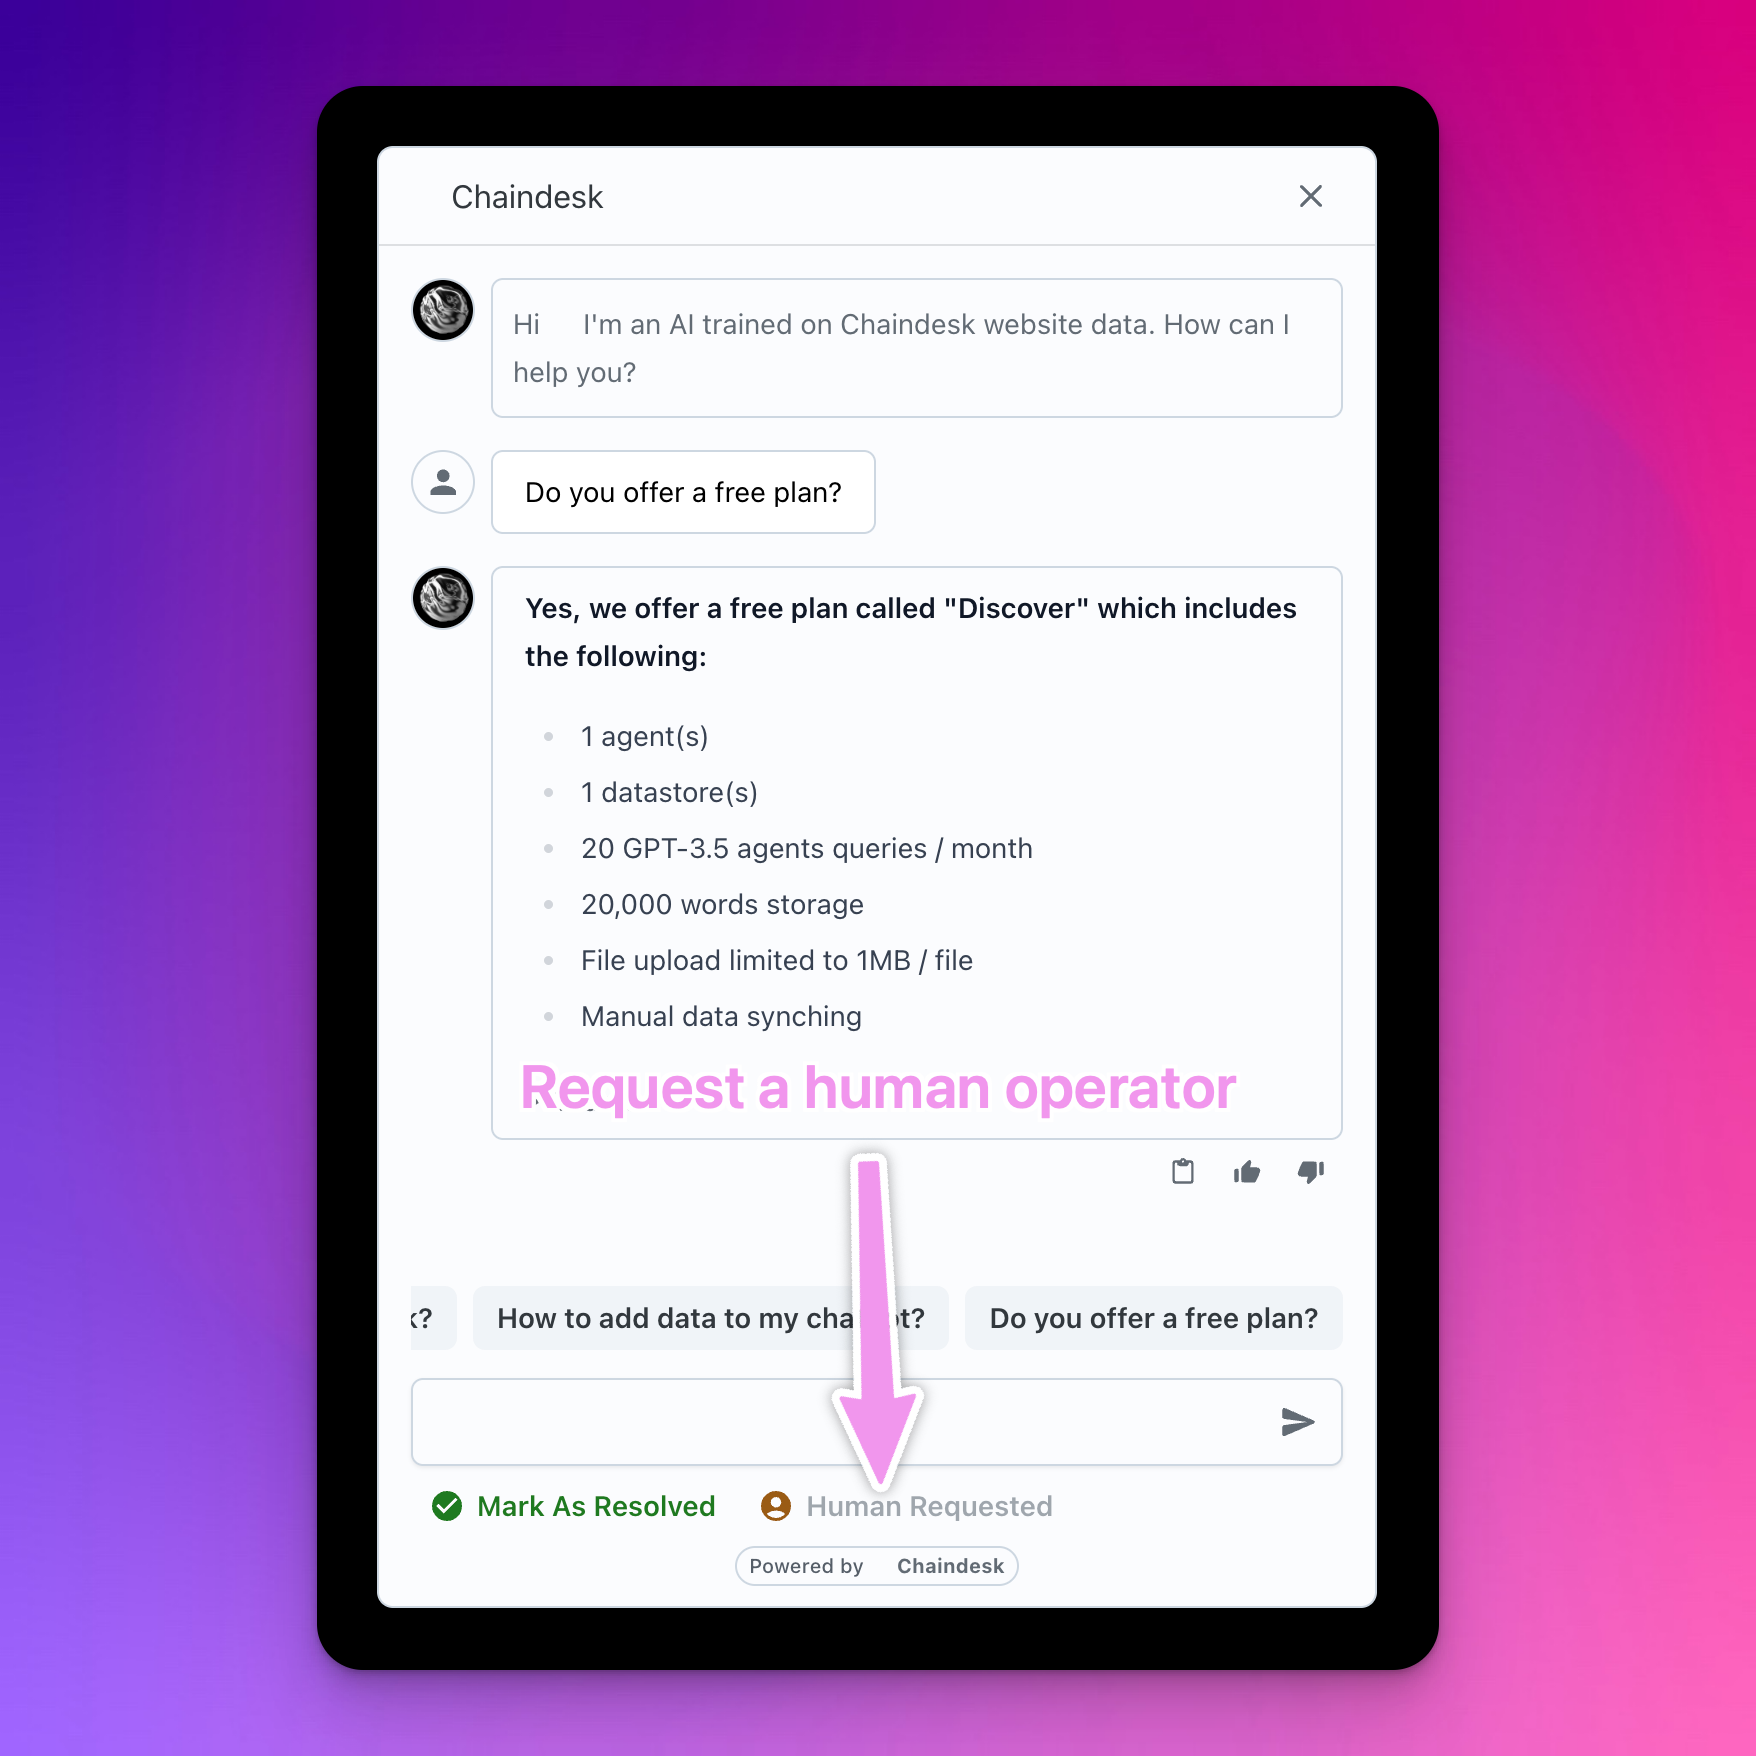 Chaindesk
Hi I'm an AI trained on Chaindesk website data. How can I
help you?
Do you offer a free plan?
Yes, we offer a free plan called "Discover" which includes
the following:
1 agent(s)
1 datastore(s)
20 GPT-3.5 agents queries / month
20,000 words storage
File upload limited to 1MB / file
Manual data synching
Request a human operator
k?
How to add data to my cha ot?
Do you offer a free plan?
Mark As Resolved
Human Requested
Powered by Chaindesk